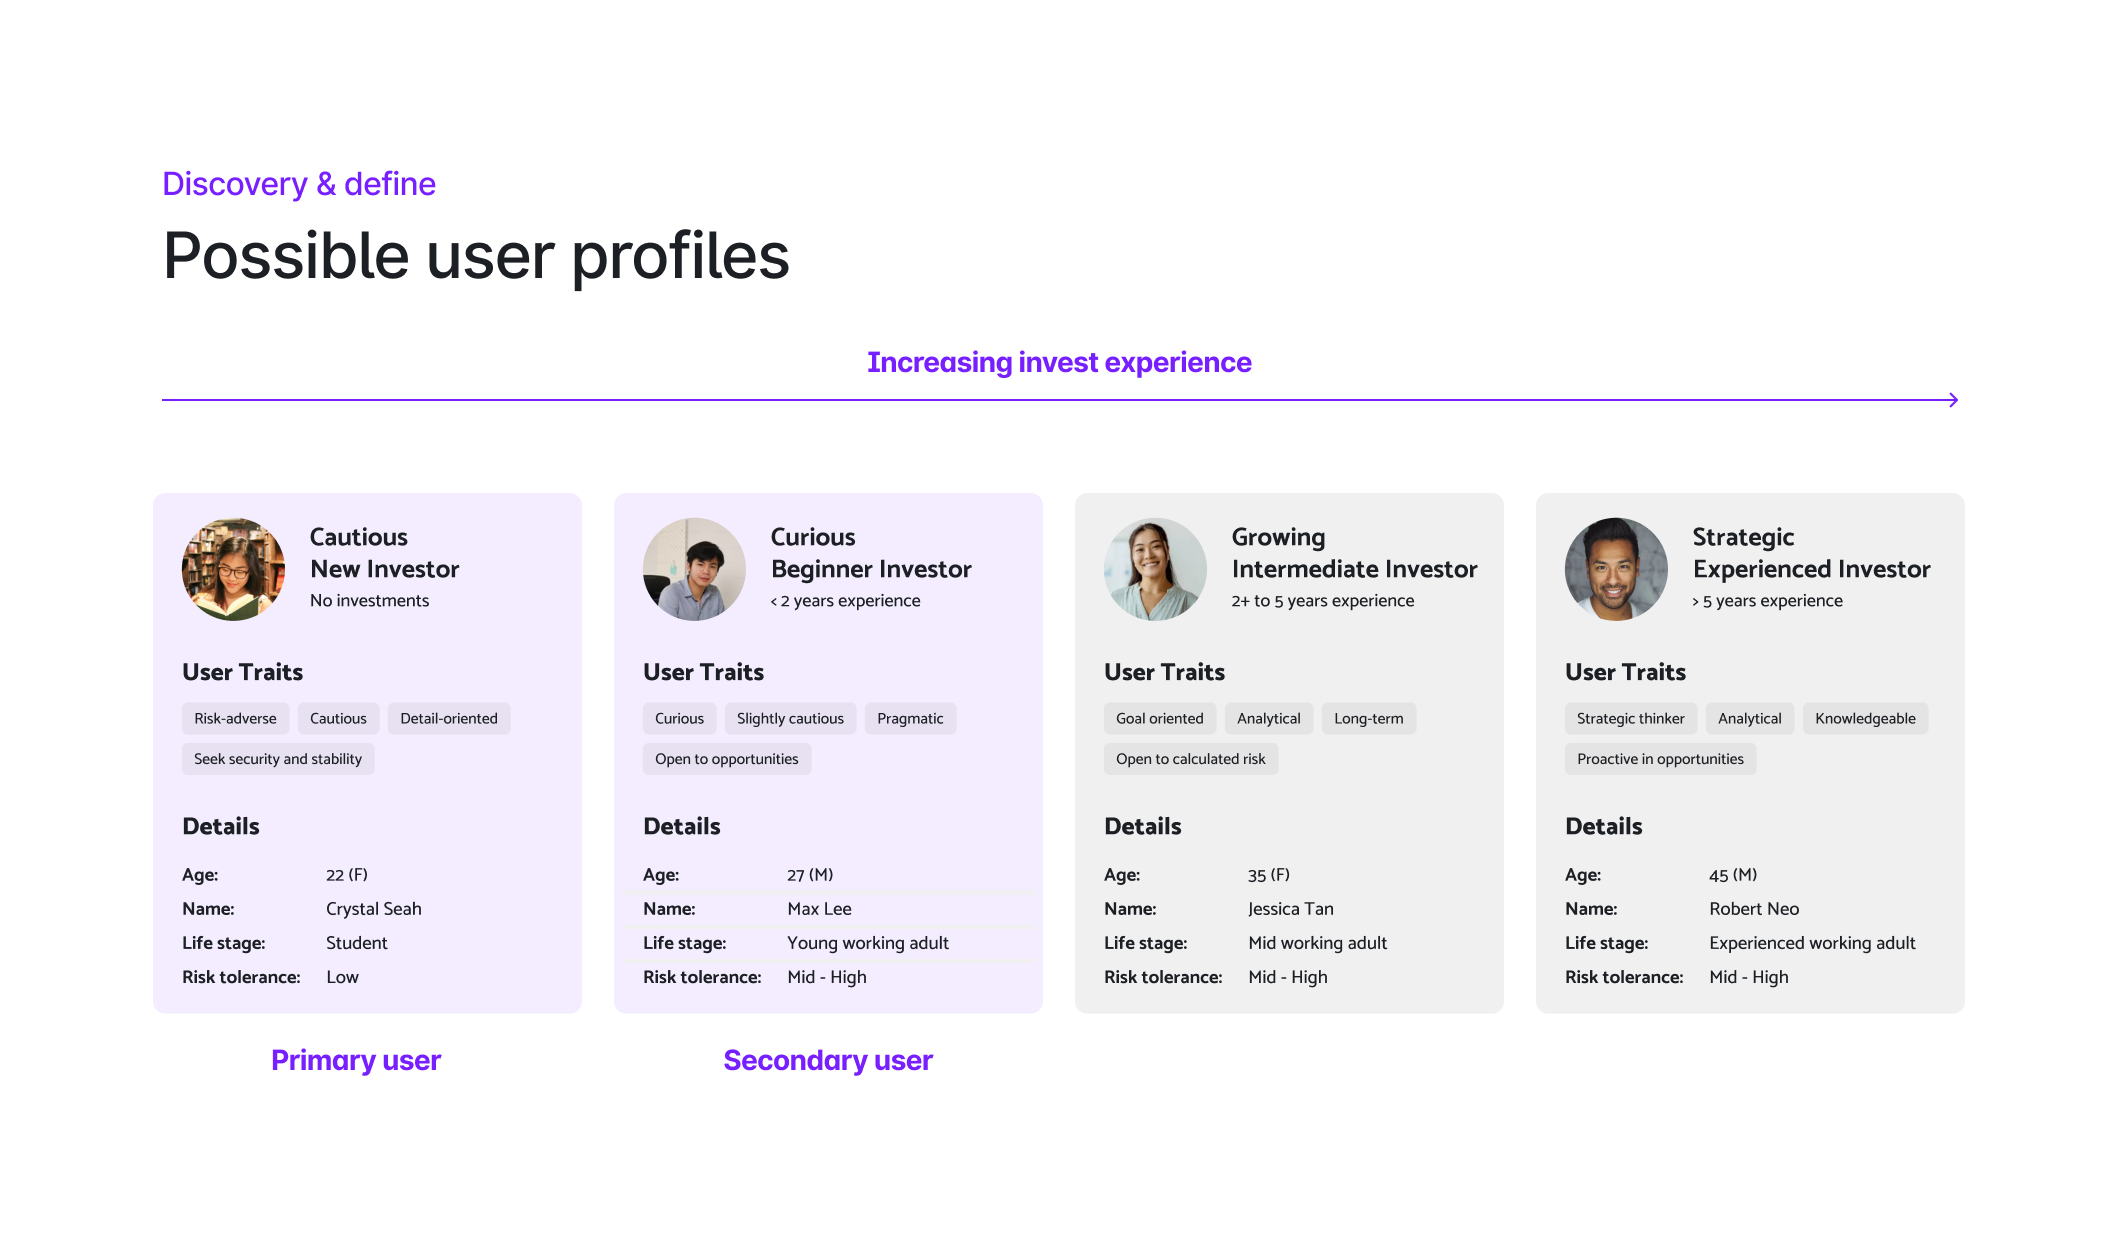 Discovery & define
Possible user profiles
Increasing invest experience
Cautious
New Investor
No investments
User Traits
Risk-adverse Cautious Detail-oriented
Seek security and stability
Details
Age: 22 (F)
Name: Crystal Seah
Life stage: Student
Risk tolerance: Low
Primary user
Curious
Beginner Investor
< 2 years experience
User Traits
Curious Slightly cautious Pragmatic
Open to opportunities
Details
Age: 27 (M)
Name: Max Lee
Life stage: Young working adult
Risk tolerance: Mid - High
Secondary user
Growing
Intermediate Investor
2+ to 5 years experience
User Traits
Goal oriented Analytical Long-term
Open to calculated risk
Details
Age: 35 (F)
Name: Jessica Tan
Life stage: Mid working adult
Risk tolerance: Mid - High
Strategic
Experienced Investor
> 5 years experience
User Traits
Strategic thinker Analytical Knowledgeable
Proactive in opportunities
Details
Age: 45 (M)
Name: Robert Neo
Life stage: Experienced working adult
Risk tolerance: Mid - High